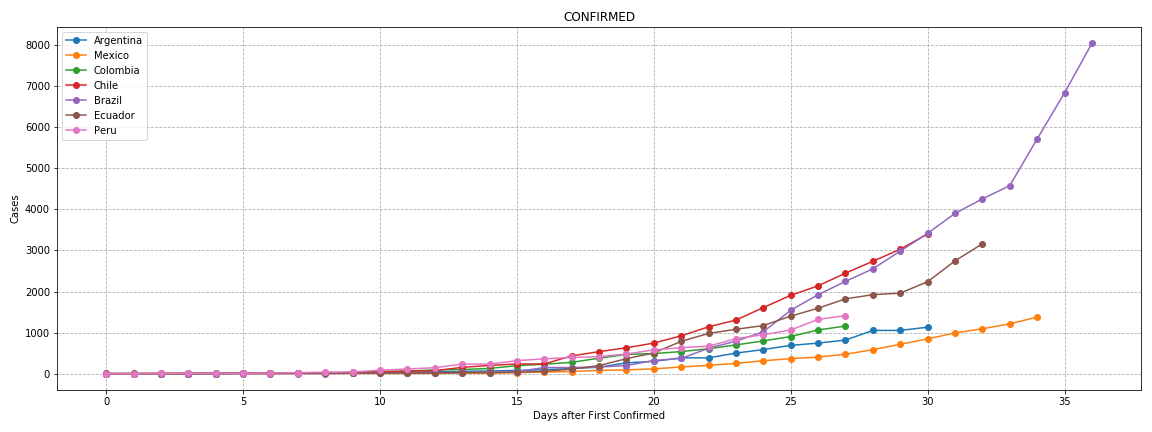 CONFIRMED
Argentina
Mexico
Colombia
Chile
Brazil
Ecuador
Peru
Cases
8000
7000
6000
5000
4000
3000
2000
1000
0
0 5 10 15 20 25 30 35
Days after First Confirmed